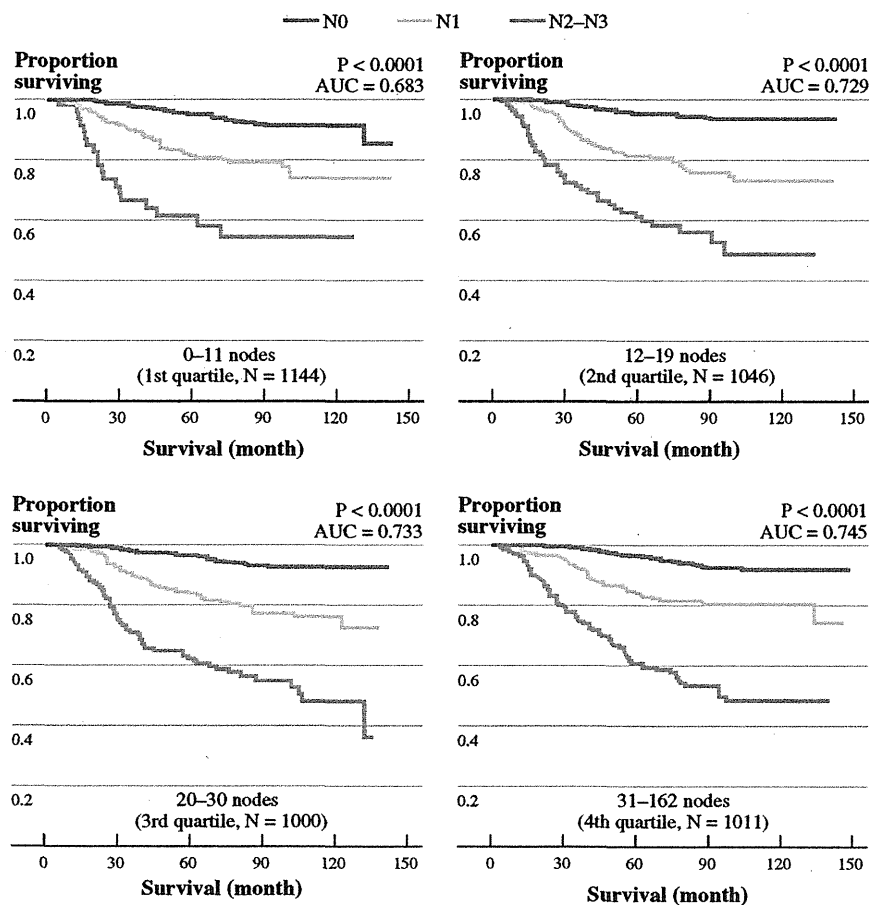 N0 N1 N2–N3
Proportion surviving
P < 0.0001
AUC = 0.683
1.0
0.8
0.6
0.4
0.2
0–11 nodes
(1st quartile, N = 1144)
0 30 60 90 120 150
Survival (month)
Proportion surviving
P < 0.0001
AUC = 0.729
1.0
0.8
0.6
0.4
0.2
12–19 nodes
(2nd quartile, N = 1046)
0 30 60 90 120 150
Survival (month)
Proportion surviving
P < 0.0001
AUC = 0.733
1.0
0.8
0.6
0.4
0.2
20–30 nodes
(3rd quartile, N = 1000)
0 30 60 90 120 150
Survival (month)
Proportion surviving
P < 0.0001
AUC = 0.745
1.0
0.8
0.6
0.4
0.2
31–162 nodes
(4th quartile, N = 1011)
0 30 60 90 120 150
Survival (month)